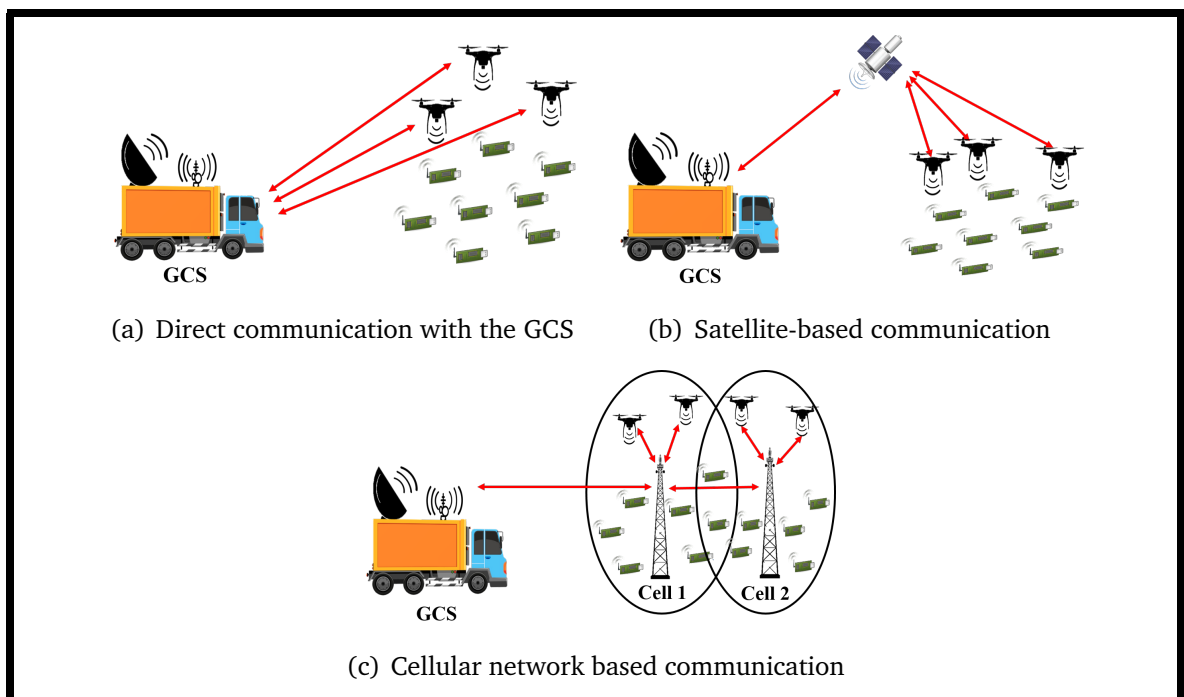 GCS
GCS
(a) Direct communication with the GCS
(b) Satellite-based communication
GCS
Cell 1
Cell 2
(c) Cellular network based communication